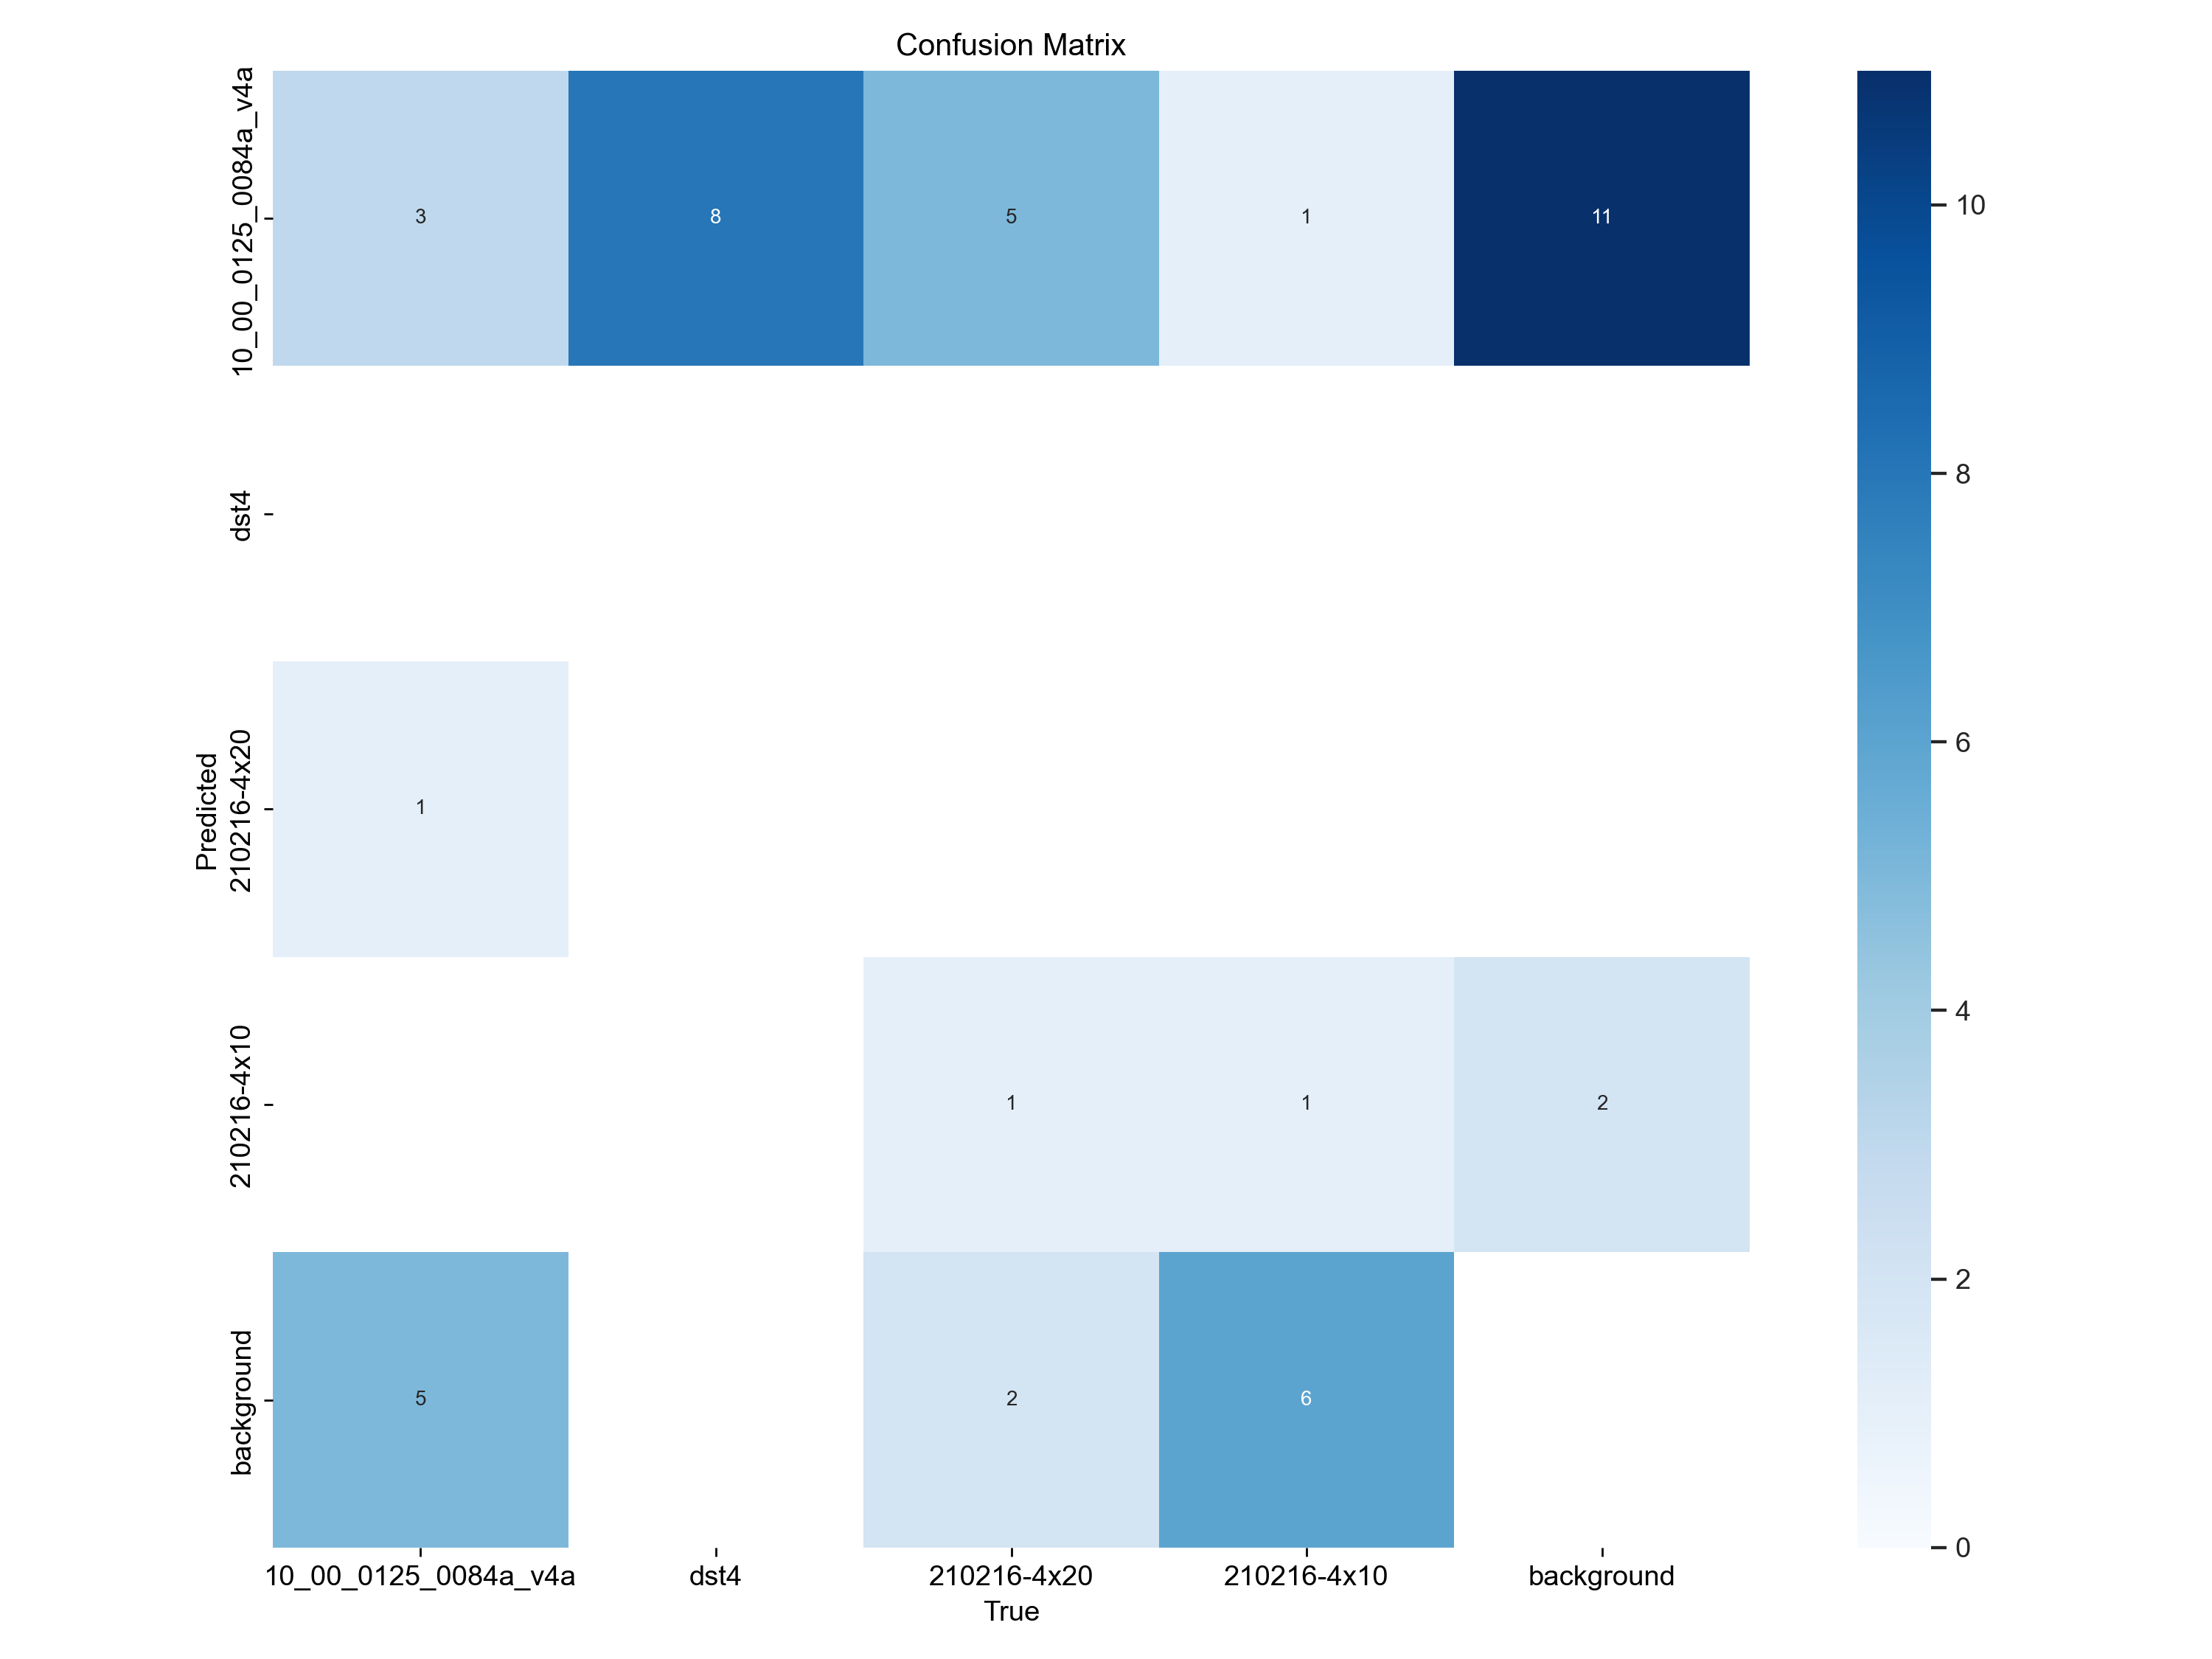 Confusion Matrix
10_00_0125_0084a_v4a
3 8 5 1 11
dst4
Predicted
210216-4x20
1
210216-4x10
1 1 2
background
5 2 6
10_00_0125_0084a_v4a dst4 210216-4x20 210216-4x10 background
True
10
8
6
4
2
0